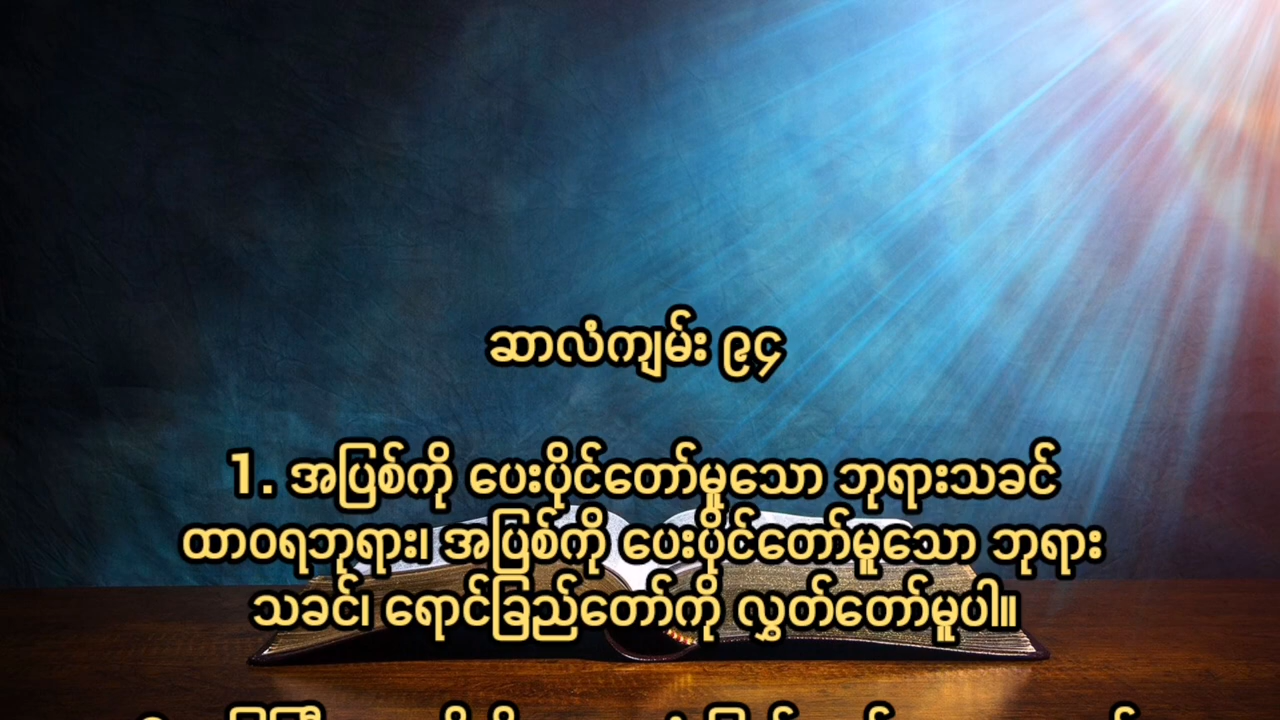 ဆာလံကျမ်း ၉၄
1. အပြစ်ကို ပေးပိုင်တော်မူသော ဘုရားသခင်
ထာဝရဘုရား၊ အပြစ်ကို ပေးပိုင်တော်မူသော ဘုရား
သခင်၊ ရောင်ခြည်တော်ကို လွှတ်တော်မူပါ။